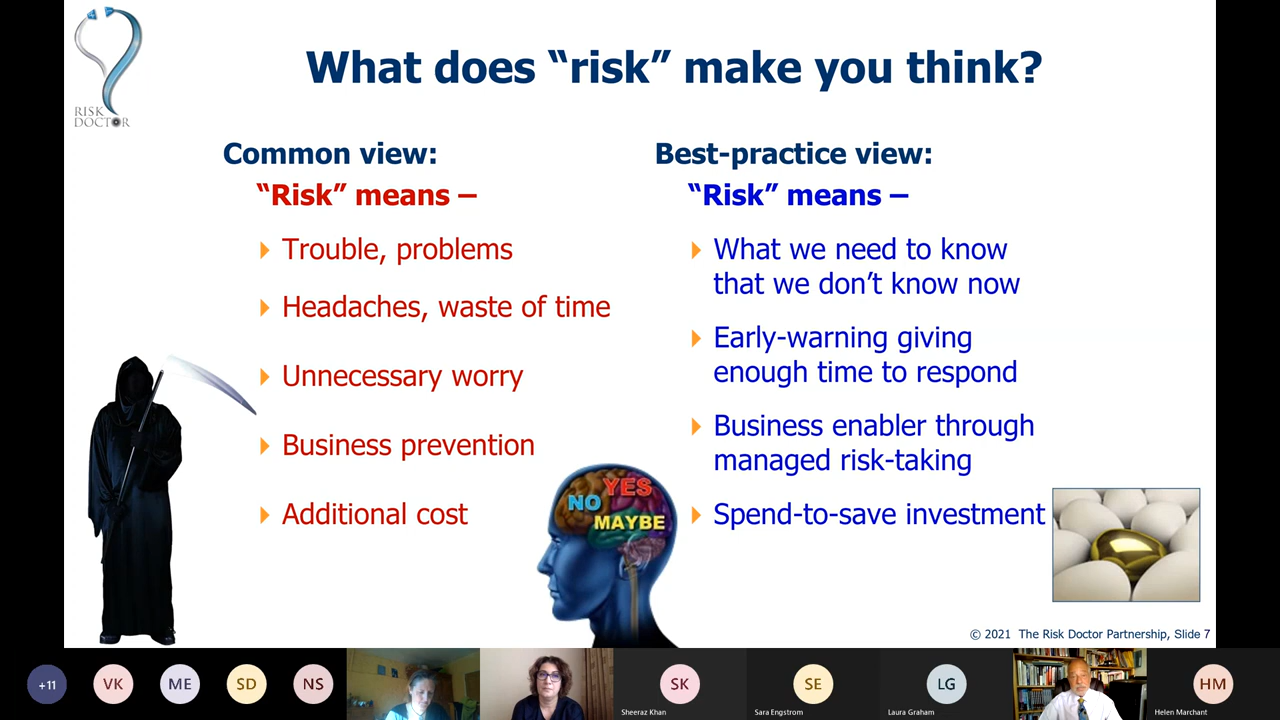 RISK
DOCTOR
What does “risk” make you think?
Common view:
“Risk” means –
Trouble, problems
Headaches, waste of time
Unnecessary worry
Business prevention
Additional cost
NO
YES
MAYBE
Best-practice view:
“Risk” means –
What we need to know
that we don’t know now
Early-warning giving
enough time to respond
Business enabler through
managed risk-taking
Spend-to-save investment
© 2021 The Risk Doctor Partnership, Slide 7
+11
VK
ME
SD
NS
SK
Sheeraz Khan
SE
Sara Engstrom
LG
Laura Graham
HM
Helen Marchant